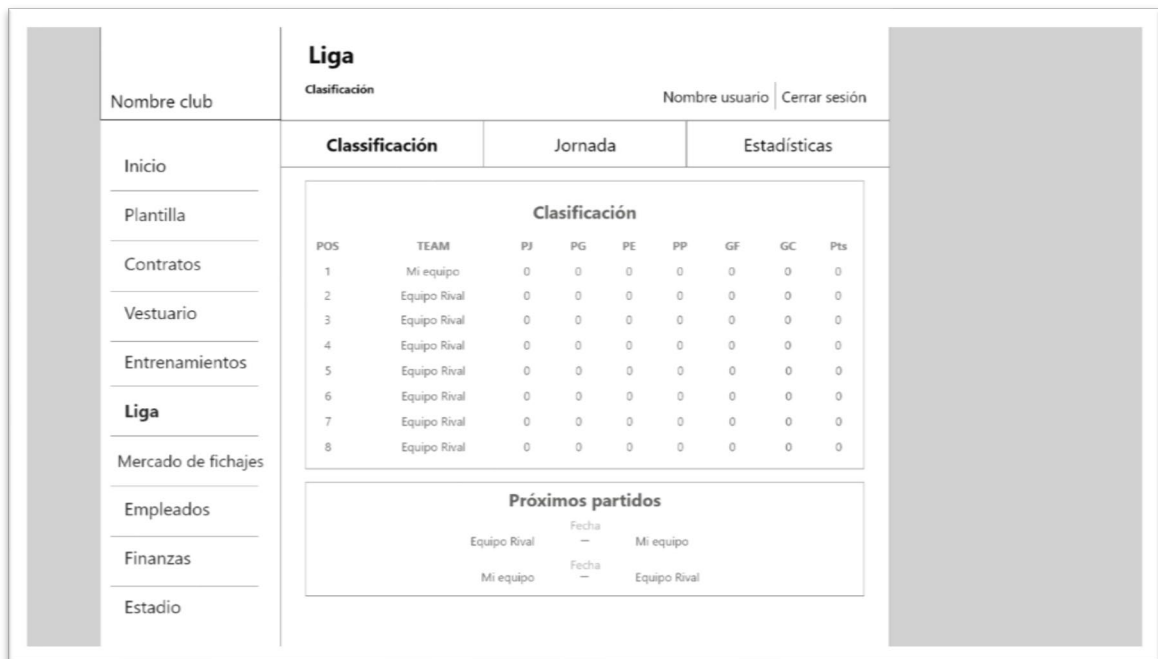 Nombre club
Liga
Clasificación
Nombre usuario Cerrar sesión
Inicio
Plantilla
Contratos
Vestuario
Entrenamientos
Liga
Mercado de fichajes
Empleados
Finanzas
Estadio
Classificación Jornada Estadísticas
Clasificación
POS TEAM PJ PG PE PP GF GC Pts
1 Mi equipo 0 0 0 0 0 0 0
2 Equipo Rival 0 0 0 0 0 0 0
3 Equipo Rival 0 0 0 0 0 0 0
4 Equipo Rival 0 0 0 0 0 0 0
5 Equipo Rival 0 0 0 0 0 0 0
6 Equipo Rival 0 0 0 0 0 0 0
7 Equipo Rival 0 0 0 0 0 0 0
8 Equipo Rival 0 0 0 0 0 0 0
Próximos partidos
Fecha
Equipo Rival – Mi equipo
Fecha
Mi equipo – Equipo Rival